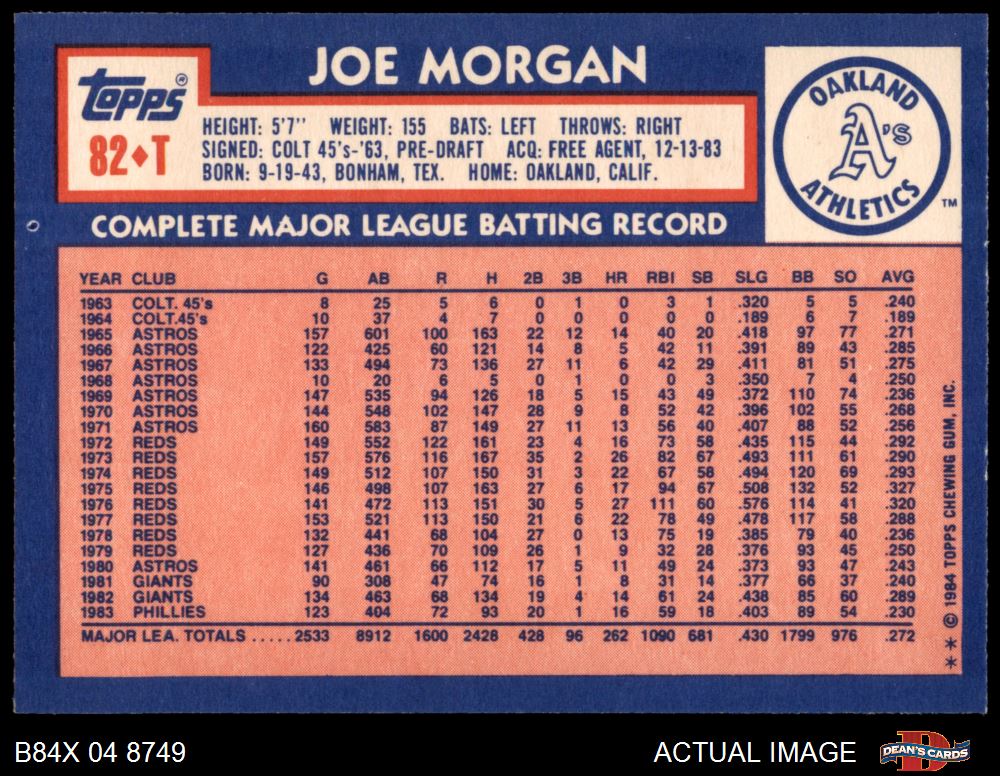 JOE MORGAN
Topps ®
82♦T
HEIGHT: 5'7" WEIGHT: 155 BATS: LEFT THROWS: RIGHT
SIGNED: COLT 45's-'63, PRE-DRAFT ACQ: FREE AGENT, 12-13-83
BORN: 9-19-43, BONHAM, TEX. HOME: OAKLAND, CALIF.
OAKLAND
A's
ATHLETICS
TM
COMPLETE MAJOR LEAGUE BATTING RECORD
YEAR CLUB G AB R H 2B 3B HR RBI SB SLG BB SO AVG
1963 COLT. 45's 8 25 5 6 0 1 0 3 1 .320 5 5 .240
1964 COLT.45's 10 37 4 7 0 0 0 0 0 .189 6 7 .189
1965 ASTROS 157 601 100 163 22 12 14 40 20 .418 97 77 .271
1966 ASTROS 122 425 60 121 14 8 5 42 11 .391 89 43 .285
1967 ASTROS 133 494 73 136 27 11 6 42 29 .411 81 51 .275
1968 ASTROS 10 20 6 5 0 1 0 0 3 .350 7 4 .250
1969 ASTROS 147 535 94 126 18 5 15 43 49 .372 110 74 .236
1970 ASTROS 144 548 102 147 28 9 8 52 42 .396 102 55 .268
1971 ASTROS 160 583 87 149 27 11 13 56 40 .407 88 52 .256
1972 REDS 149 552 122 161 23 4 16 73 58 .435 115 44 .292
1973 REDS 157 576 116 167 35 2 26 82 67 .493 111 61 .290
1974 REDS 149 512 107 150 31 3 22 67 58 .494 120 69 .293
1975 REDS 146 498 107 163 27 6 17 94 67 .508 132 52 .327
1976 REDS 141 472 113 151 30 5 27 111 60 .576 114 41 .320
1977 REDS 153 521 113 150 21 6 22 78 49 .478 117 58 .288
1978 REDS 132 441 68 104 27 0 13 75 19 .385 79 40 .236
1979 REDS 127 436 70 109 26 1 9 32 28 .376 93 45 .250
1980 ASTROS 141 461 66 112 17 5 11 49 24 .373 93 47 .243
1981 GIANTS 90 308 47 74 16 1 8 31 14 .377 66 37 .240
1982 GIANTS 134 463 68 134 19 4 14 61 24 .438 85 60 .289
1983 PHILLIES 123 404 72 93 20 1 16 59 18 .403 89 54 .230
MAJOR LEA. TOTALS ..... 2533 8912 1600 2428 428 96 262 1090 681 .430 1799 976 .272
** © 1984 TOPPS CHEWING GUM, INC.
B84X 04 8749
ACTUAL IMAGE
D
DEAN'S CARDS